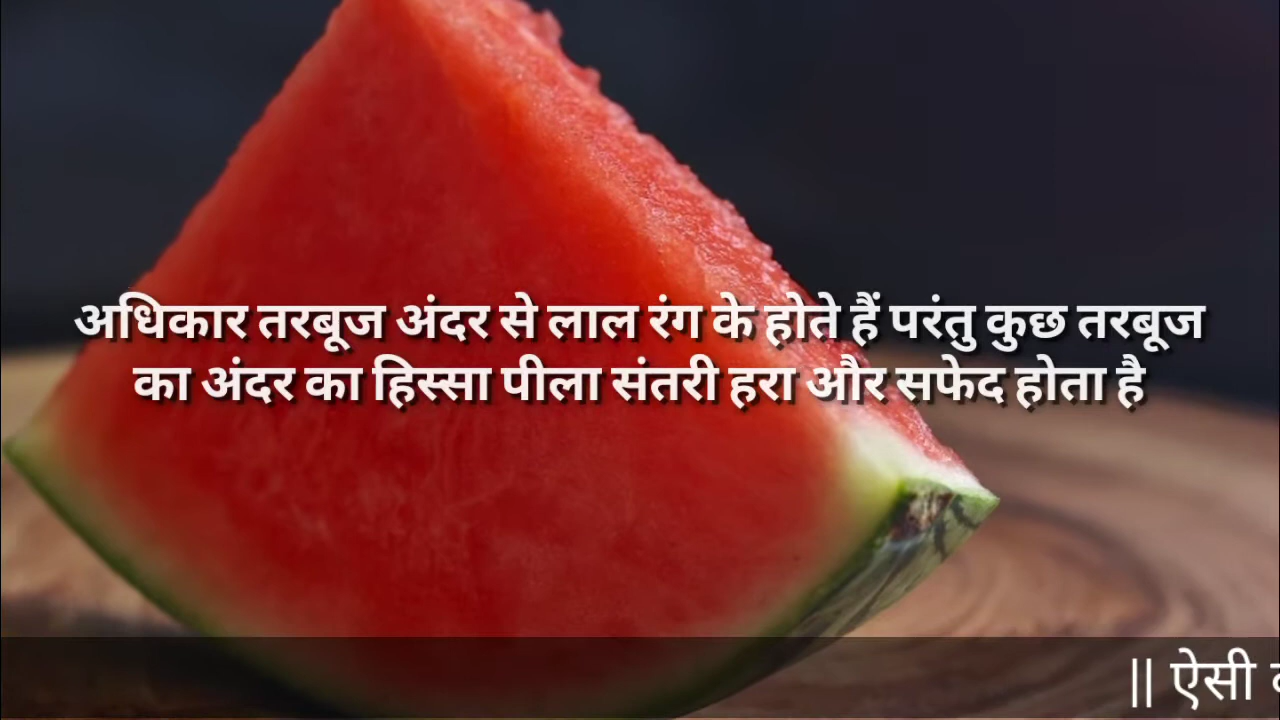 अधिकार तरबूज अंदर से लाल रंग के होते हैं परंतु कुछ तरबूज
का अंदर का हिस्सा पीला संतरी हरा और सफेद होता है
|| ऐसी